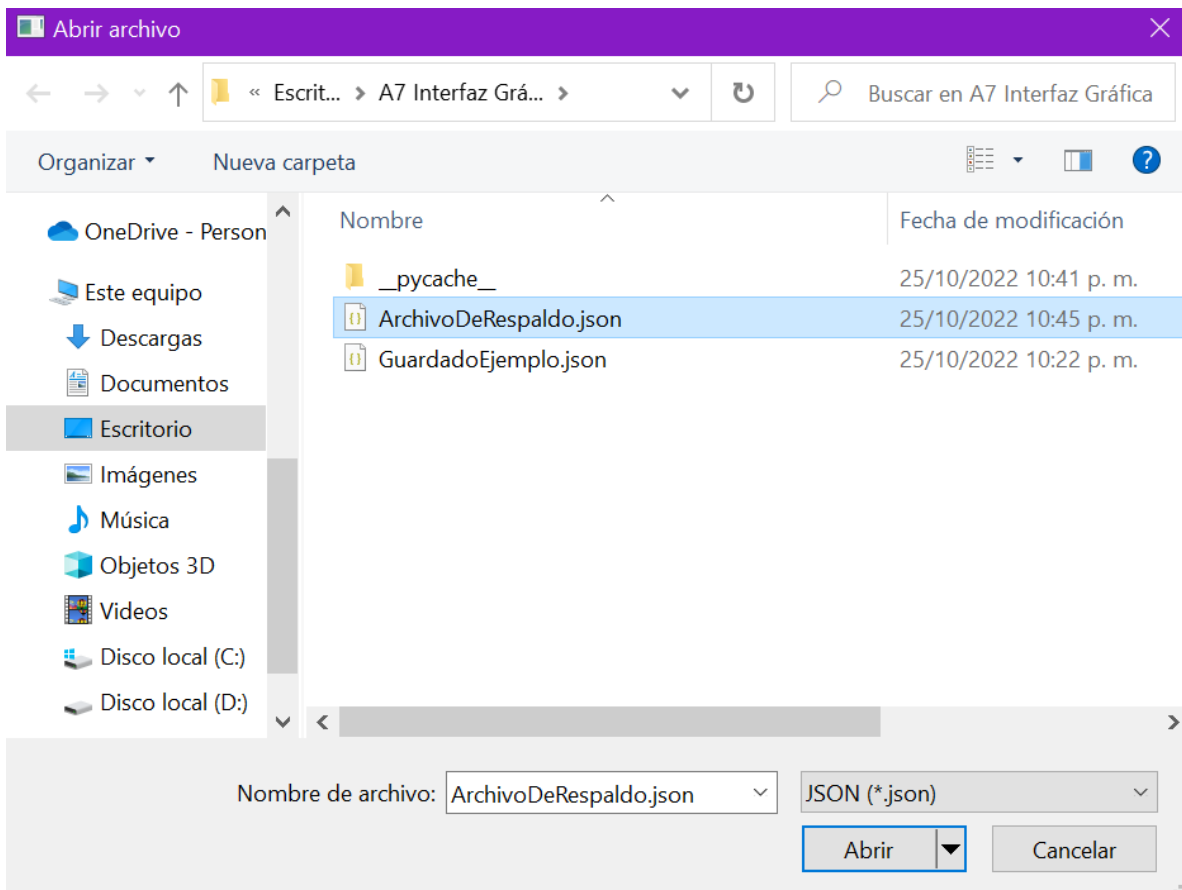 Abrir archivo
« Escrit... > A7 Interfaz Grá... >
Buscar en A7 Interfaz Gráfica
Organizar
Nueva carpeta
?
OneDrive - Person
Este equipo
Descargas
Documentos
Escritorio
Imágenes
Música
Objetos 3D
Videos
Disco local (C:)
Disco local (D:)
Nombre Fecha de modificación
__pycache__ 25/10/2022 10:41 p. m.
ArchivoDeRespaldo.json 25/10/2022 10:45 p. m.
GuardadoEjemplo.json 25/10/2022 10:22 p. m.
Nombre de archivo: ArchivoDeRespaldo.json JSON (*.json)
Abrir Cancelar